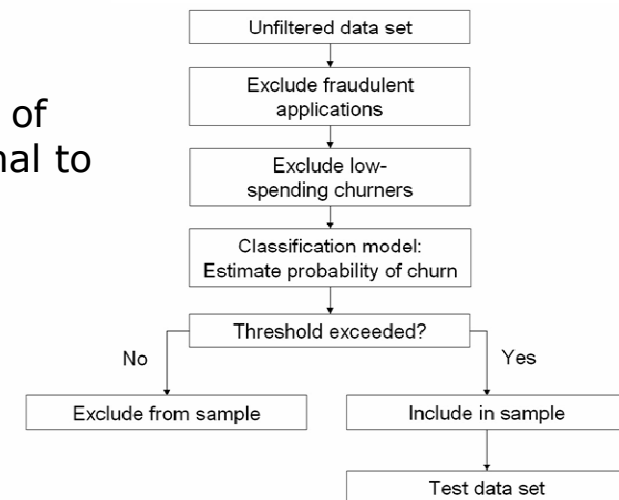 of
nal to
Unfiltered data set
Exclude fraudulent
applications
Exclude low-
spending churners
Classification model:
Estimate probability of churn
Threshold exceeded?
No
Yes
Exclude from sample
Include in sample
Test data set